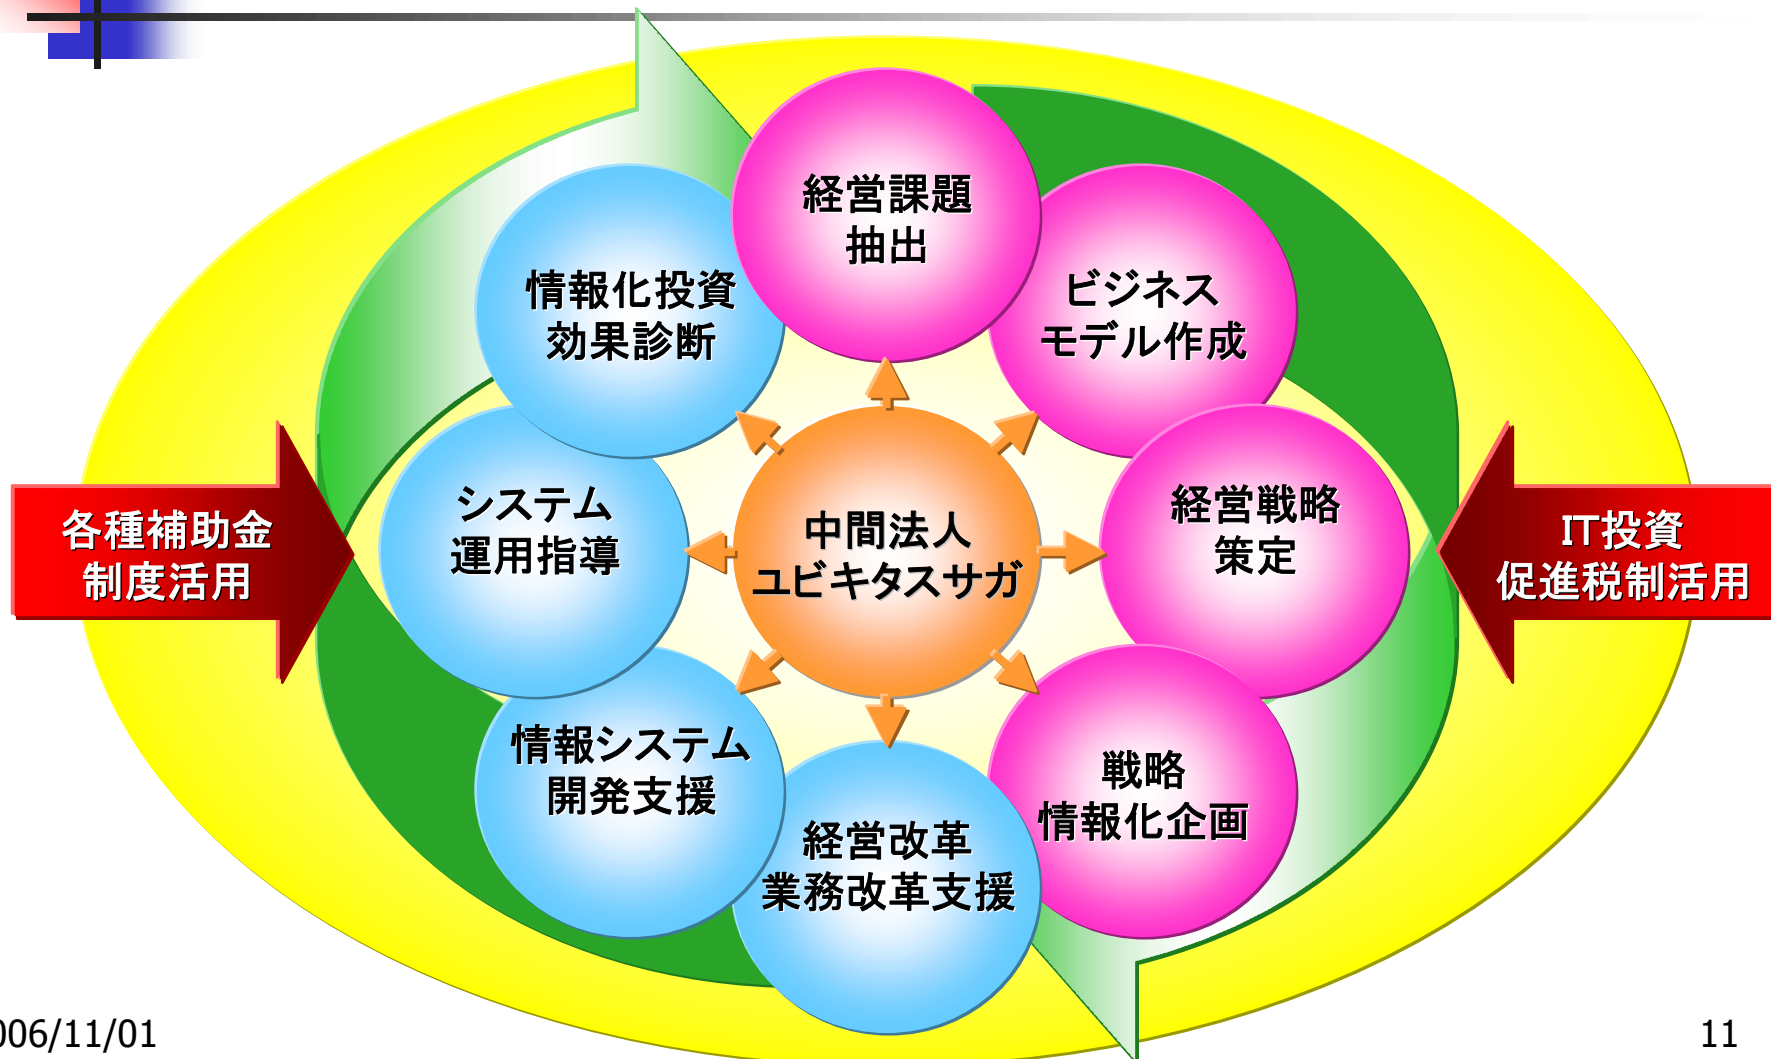 経営課題
抽出
ビジネス
モデル作成
経営戦略
策定
戦略
情報化企画
経営改革
業務改革支援
情報システム
開発支援
システム
運用指導
情報化投資
効果診断
中間法人
ユビキタスサガ
各種補助金
制度活用
IT投資
促進税制活用
006/11/01
11